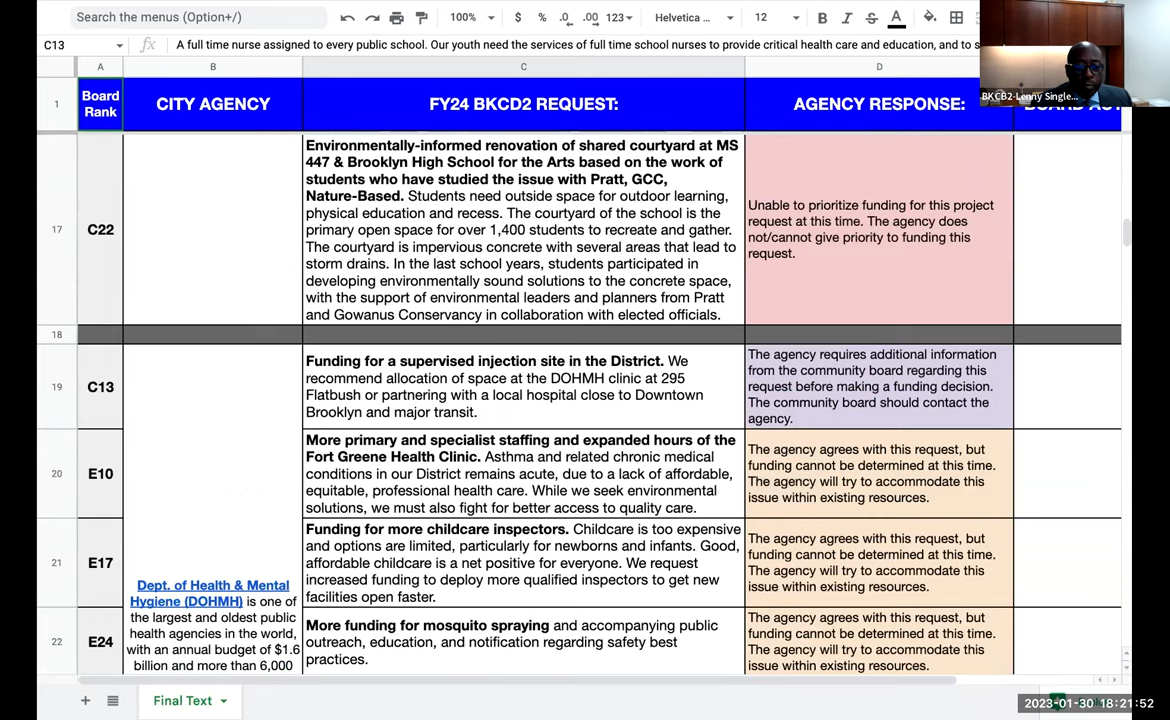 Search the menus (Option+/)
100%
$ % .0 .00 123
Helvetica ...
12
B I S A
C13
fx
A full time nurse assigned to every public school. Our youth need the services of full time school nurses to provide critical health care and education, and to s
BKCB2-Lenny Single...
A B C D
1
Board
Rank
CITY AGENCY
FY24 BKCD2 REQUEST:
AGENCY RESPONSE:
17
C22
Environmentally-informed renovation of shared courtyard at MS
447 & Brooklyn High School for the Arts based on the work of
students who have studied the issue with Pratt, GCC,
Nature-Based. Students need outside space for outdoor learning,
physical education and recess. The courtyard of the school is the
primary open space for over 1,400 students to recreate and gather.
The courtyard is impervious concrete with several areas that lead to
storm drains. In the last school years, students participated in
developing environmentally sound solutions to the concrete space,
with the support of environmental leaders and planners from Pratt
and Gowanus Conservancy in collaboration with elected officials.
Unable to prioritize funding for this project
request at this time. The agency does
not/cannot give priority to funding this
request.
18
19
C13
Funding for a supervised injection site in the District. We
recommend allocation of space at the DOHMH clinic at 295
Flatbush or partnering with a local hospital close to Downtown
Brooklyn and major transit.
The agency requires additional information
from the community board regarding this
request before making a funding decision.
The community board should contact the
agency.
20
E10
More primary and specialist staffing and expanded hours of the
Fort Greene Health Clinic. Asthma and related chronic medical
conditions in our District remains acute, due to a lack of affordable,
equitable, professional health care. While we seek environmental
solutions, we must also fight for better access to quality care.
The agency agrees with this request, but
funding cannot be determined at this time.
The agency will try to accommodate this
issue within existing resources.
21
E17
Funding for more childcare inspectors. Childcare is too expensive
and options are limited, particularly for newborns and infants. Good,
affordable childcare is a net positive for everyone. We request
increased funding to deploy more qualified inspectors to get new
facilities open faster.
The agency agrees with this request, but
funding cannot be determined at this time.
The agency will try to accommodate this
issue within existing resources.
Dept. of Health & Mental
Hygiene (DOHMH) is one of
the largest and oldest public
health agencies in the world,
with an annual budget of $1.6
billion and more than 6,000
22
E24
More funding for mosquito spraying and accompanying public
outreach, education, and notification regarding safety best
practices.
The agency agrees with this request, but
funding cannot be determined at this time.
The agency will try to accommodate this
issue within existing resources.
Final Text
2023-01-30 18:21:52